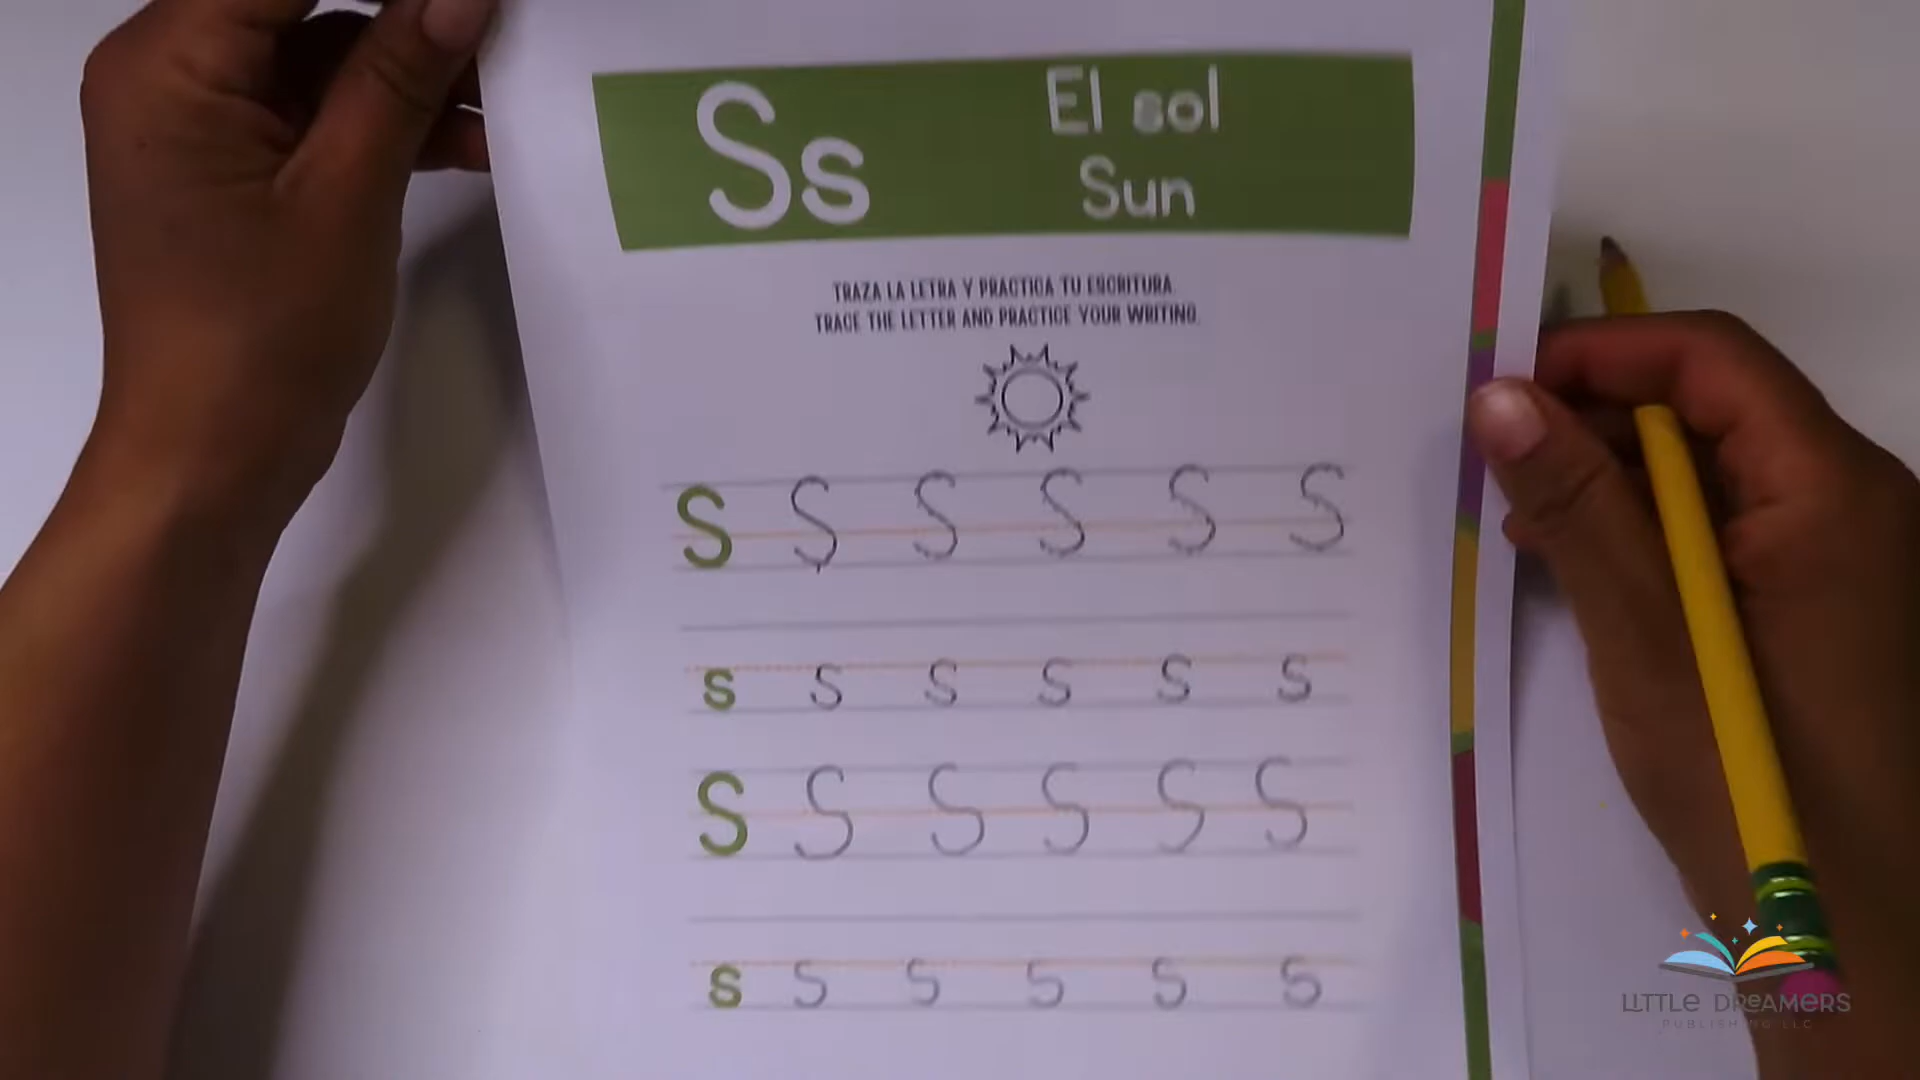 Ss
El sol
Sun
TRAZA LA LETRA Y PRACTICA TU ESCRITURA.
TRACE THE LETTER AND PRACTICE YOUR WRITING.
S S S S S S
s s s s s s
S S S S S S
s s s s s s
LITTLE DREAMERS
PUBLISHING LLC